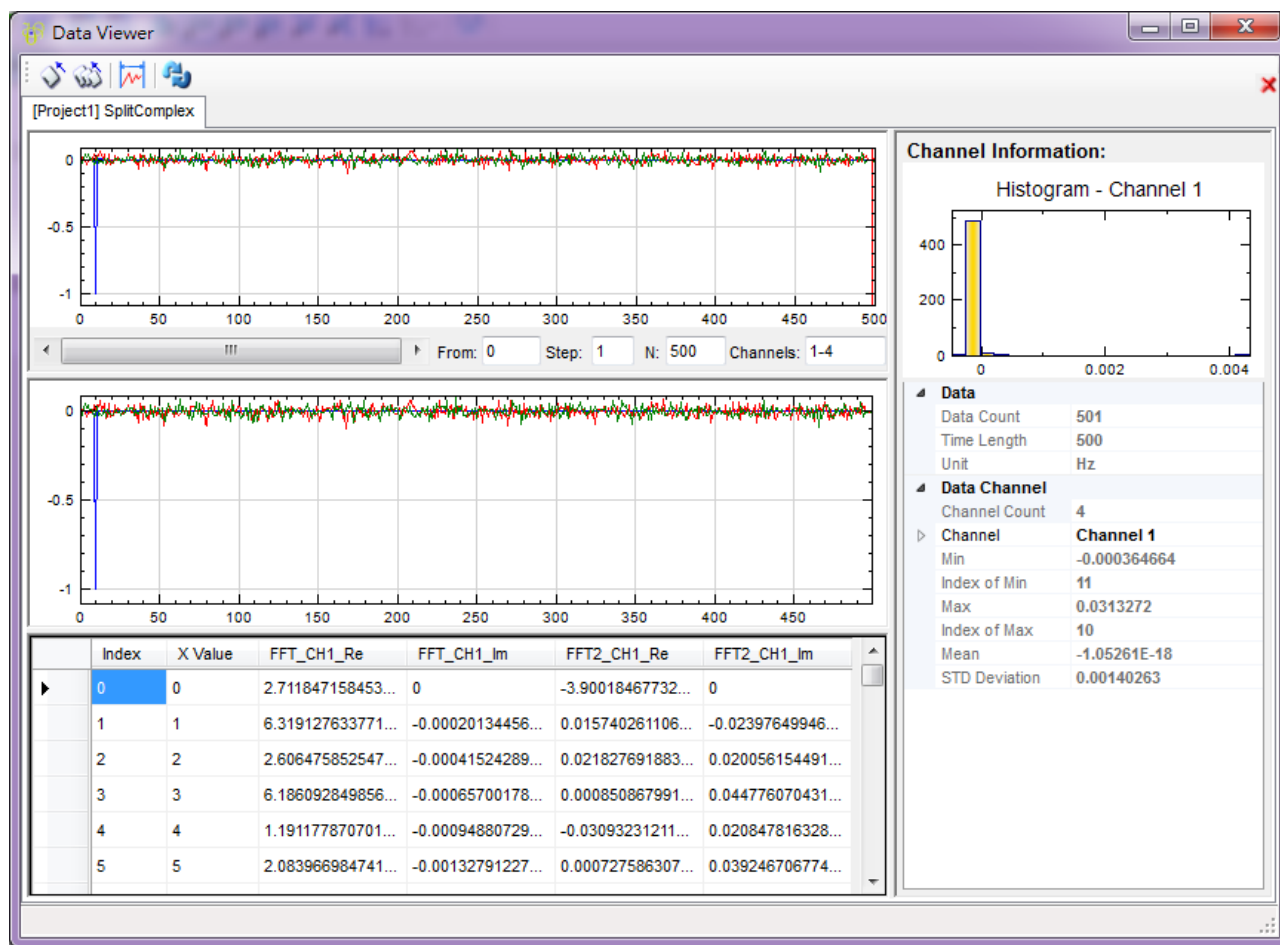 Data Viewer
[Project1] SplitComplex
0
-0.5
-1
0 50 100 150 200 250 300 350 400 450 500
From: 0 Step: 1 N: 500 Channels: 1-4
0
-0.5
-1
0 50 100 150 200 250 300 350 400 450
Index X Value FFT_CH1_Re FFT_CH1_Im FFT2_CH1_Re FFT2_CH1_Im
0 0 2.711847158453... 0 -3.90018467732... 0
1 1 6.319127633771... -0.00020134456... 0.015740261106... -0.02397649946...
2 2 2.606475852547... -0.00041524289... 0.021827691883... 0.020056154491...
3 3 6.186092849856... -0.00065700178... 0.000850867991... 0.044776070431...
4 4 1.191177870701... -0.00094880729... -0.03093231211... 0.020847816328...
5 5 2.083966984741... -0.00132791227... 0.000727586307... 0.039246706774...
Channel Information:
Histogram - Channel 1
400
200
0
0 0.002 0.004
Data
Data Count 501
Time Length 500
Unit Hz
Data Channel
Channel Count 4
Channel Channel 1
Min -0.000364664
Index of Min 11
Max 0.0313272
Index of Max 10
Mean -1.05261E-18
STD Deviation 0.00140263